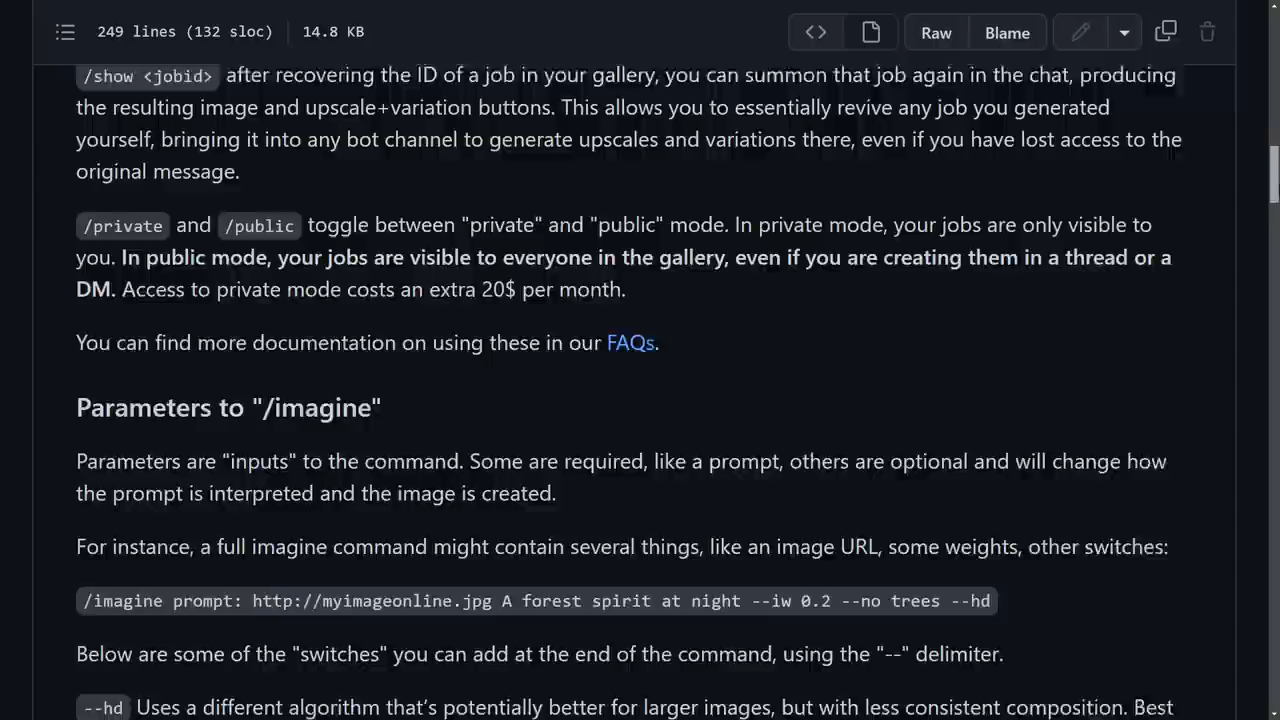 249 lines (132 sloc) 14.8 KB Raw Blame
/show <jobid> after recovering the ID of a job in your gallery, you can summon that job again in the chat, producing
the resulting image and upscale+variation buttons. This allows you to essentially revive any job you generated
yourself, bringing it into any bot channel to generate upscales and variations there, even if you have lost access to the
original message.
/private and /public toggle between "private" and "public" mode. In private mode, your jobs are only visible to
you. In public mode, your jobs are visible to everyone in the gallery, even if you are creating them in a thread or a
DM. Access to private mode costs an extra 20$ per month.
You can find more documentation on using these in our FAQs.
Parameters to "/imagine"
Parameters are "inputs" to the command. Some are required, like a prompt, others are optional and will change how
the prompt is interpreted and the image is created.
For instance, a full imagine command might contain several things, like an image URL, some weights, other switches:
/imagine prompt: http://myimageonline.jpg A forest spirit at night --iw 0.2 --no trees --hd
Below are some of the "switches" you can add at the end of the command, using the "--" delimiter.
--hd Uses a different algorithm that’s potentially better for larger images, but with less consistent composition. Best